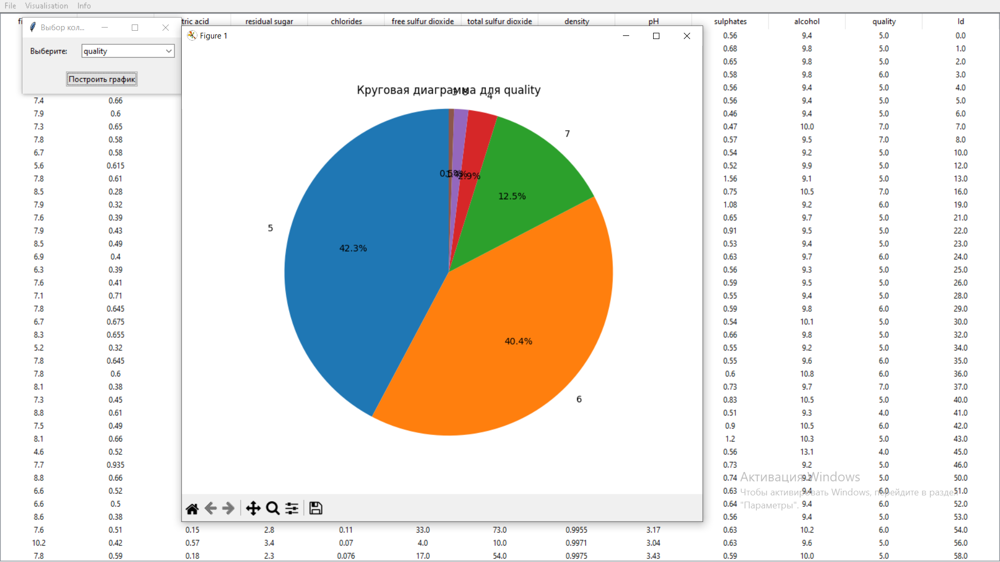 File Visualisation Info
fi tric acid residual sugar chlorides free sulfur dioxide total sulfur dioxide density pH sulphates alcohol quality Id
Выбор кол...
Выберите: quality
Построить график
Figure 1
Круговая диаграмма для quality
3 8 4
7
5
6
0.5% 1.4% 2.9%
12.5%
42.3%
40.4%
0.56 9.4 5.0 0.0
0.68 9.8 5.0 1.0
0.65 9.8 5.0 2.0
0.58 9.8 6.0 3.0
0.56 9.4 5.0 4.0
7.4 0.66 0.56 9.4 5.0 5.0
7.9 0.6 0.46 9.4 5.0 6.0
7.3 0.65 0.47 10.0 7.0 7.0
7.8 0.58 0.57 9.5 7.0 8.0
6.7 0.58 0.54 9.2 5.0 10.0
5.6 0.615 0.52 9.9 5.0 12.0
7.8 0.61 1.56 9.1 5.0 13.0
8.5 0.28 0.75 10.5 7.0 16.0
7.9 0.32 1.08 9.2 6.0 19.0
7.6 0.39 0.65 9.7 5.0 21.0
7.9 0.43 0.91 9.5 5.0 22.0
8.5 0.49 0.53 9.4 5.0 23.0
6.9 0.4 0.63 9.7 6.0 24.0
6.3 0.39 0.56 9.3 5.0 25.0
7.6 0.41 0.59 9.5 5.0 26.0
7.1 0.71 0.55 9.4 5.0 28.0
7.8 0.645 0.59 9.8 6.0 29.0
6.7 0.675 0.54 10.1 5.0 30.0
8.3 0.655 0.66 9.8 5.0 32.0
5.2 0.32 0.55 9.2 5.0 34.0
7.8 0.645 0.55 9.6 6.0 35.0
7.8 0.6 0.6 10.8 6.0 36.0
8.1 0.38 0.73 9.7 7.0 37.0
7.3 0.45 0.83 10.5 5.0 40.0
8.8 0.61 0.51 9.3 4.0 41.0
7.5 0.49 0.9 10.5 6.0 42.0
8.1 0.66 1.2 10.3 5.0 43.0
4.6 0.52 0.56 13.1 4.0 45.0
7.7 0.935 0.73 9.2 5.0 46.0
8.8 0.66 0.74 9.2 5.0 50.0
6.6 0.52 0.63 9.4 6.0 51.0
6.6 0.5 0.64 9.4 6.0 52.0
8.6 0.38 0.56 9.4 5.0 53.0
7.6 0.51 0.15 2.8 0.11 33.0 73.0 0.9955 3.17 0.63 10.2 6.0 54.0
10.2 0.42 0.57 3.4 0.07 4.0 10.0 0.9971 3.04 0.63 9.6 5.0 56.0
7.8 0.59 0.18 2.3 0.076 17.0 54.0 0.9975 3.43 0.59 10.0 5.0 58.0
Активация Windows
Чтобы активировать Windows, перейдите в раздел
"Параметры".